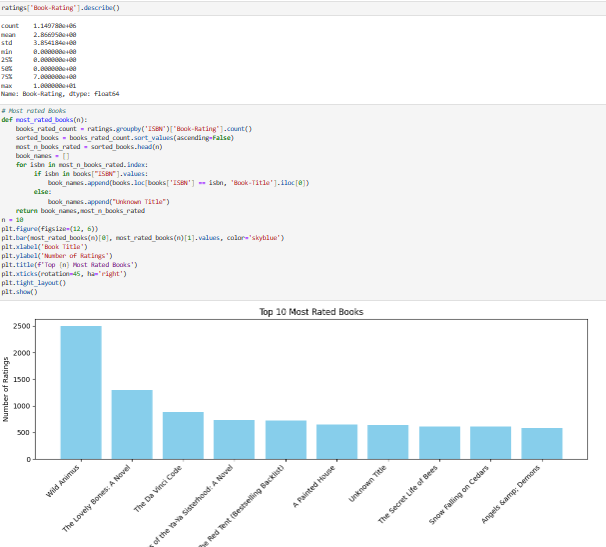 ratings['Book-Rating'].describe()
count    1.149780e+06
mean     2.866950e+00
std      3.854184e+00
min      0.000000e+00
25%      0.000000e+00
50%      0.000000e+00
75%      7.000000e+00
max      1.000000e+01
Name: Book-Rating, dtype: float64
# Most rated Books
def most_rated_books(n):
    books_rated_count = ratings.groupby('ISBN')['Book-Rating'].count()
    sorted_books = books_rated_count.sort_values(ascending=False)
    most_n_books_rated = sorted_books.head(n)
    book_names = []
    for isbn in most_n_books_rated.index:
        if isbn in books["ISBN"].values:
            book_names.append(books.loc[books['ISBN'] == isbn, 'Book-Title'].iloc[0])
        else:
            book_names.append("Unknown Title")
    return book_names,most_n_books_rated
n = 10
plt.figure(figsize=(12, 6))
plt.bar(most_rated_books(n)[0], most_rated_books(n)[1].values, color='skyblue')
plt.xlabel('Book Title')
plt.ylabel('Number of Ratings')
plt.title(f'Top {n} Most Rated Books')
plt.xticks(rotation=45, ha='right')
plt.tight_layout()
plt.show()
Top 10 Most Rated Books
Number of Ratings
2500
2000
1500
1000
500
0
Wild Animus
The Lovely Bones: A Novel
The Da Vinci Code
s of the Ya-Ya Sisterhood: A Novel
he Red Tent (Bestselling Backlist)
A Painted House
Unknown Title
The Secret Life of Bees
Snow Falling on Cedars
Angels &amp; Demons